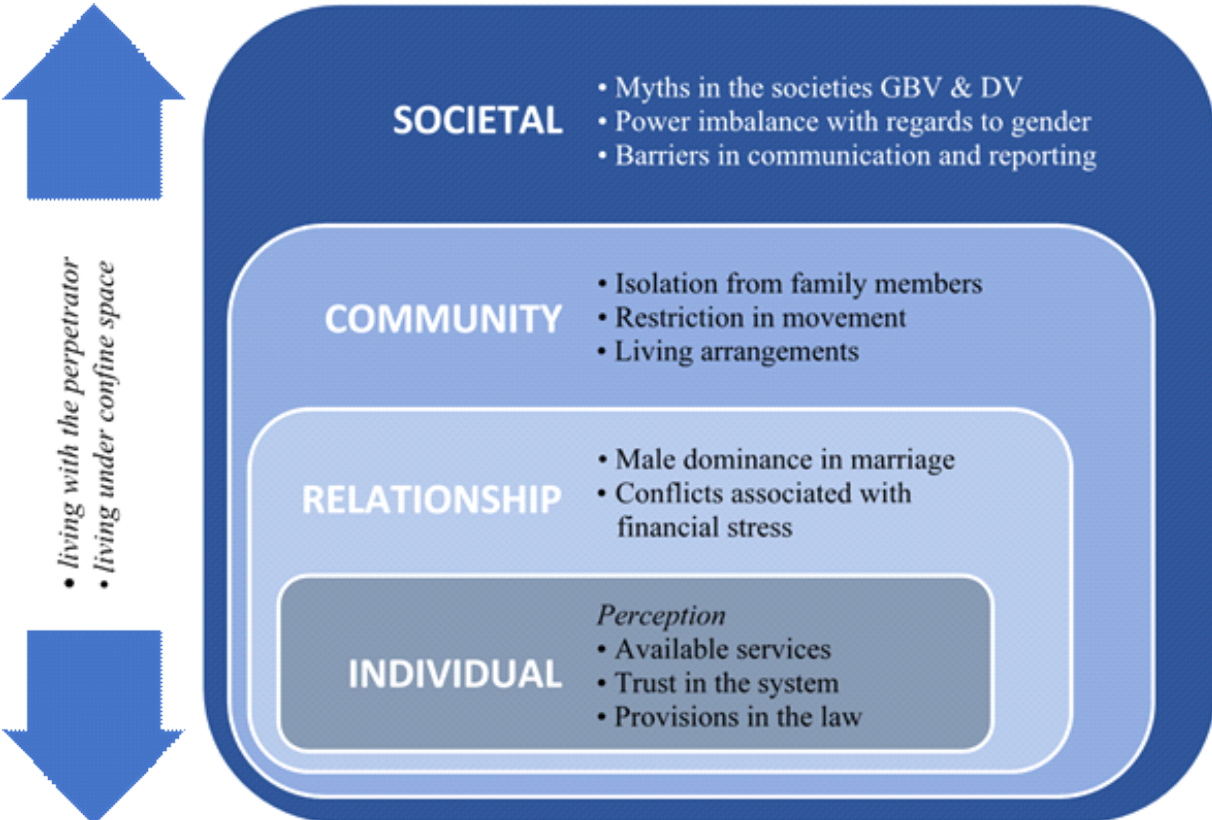 SOCIETAL
• Myths in the societies GBV & DV
• Power imbalance with regards to gender
• Barriers in communication and reporting
COMMUNITY
• Isolation from family members
• Restriction in movement
• Living arrangements
RELATIONSHIP
• Male dominance in marriage
• Conflicts associated with
financial stress
INDIVIDUAL
Perception
• Available services
• Trust in the system
• Provisions in the law
• living with the perpetrator
• living under confine space